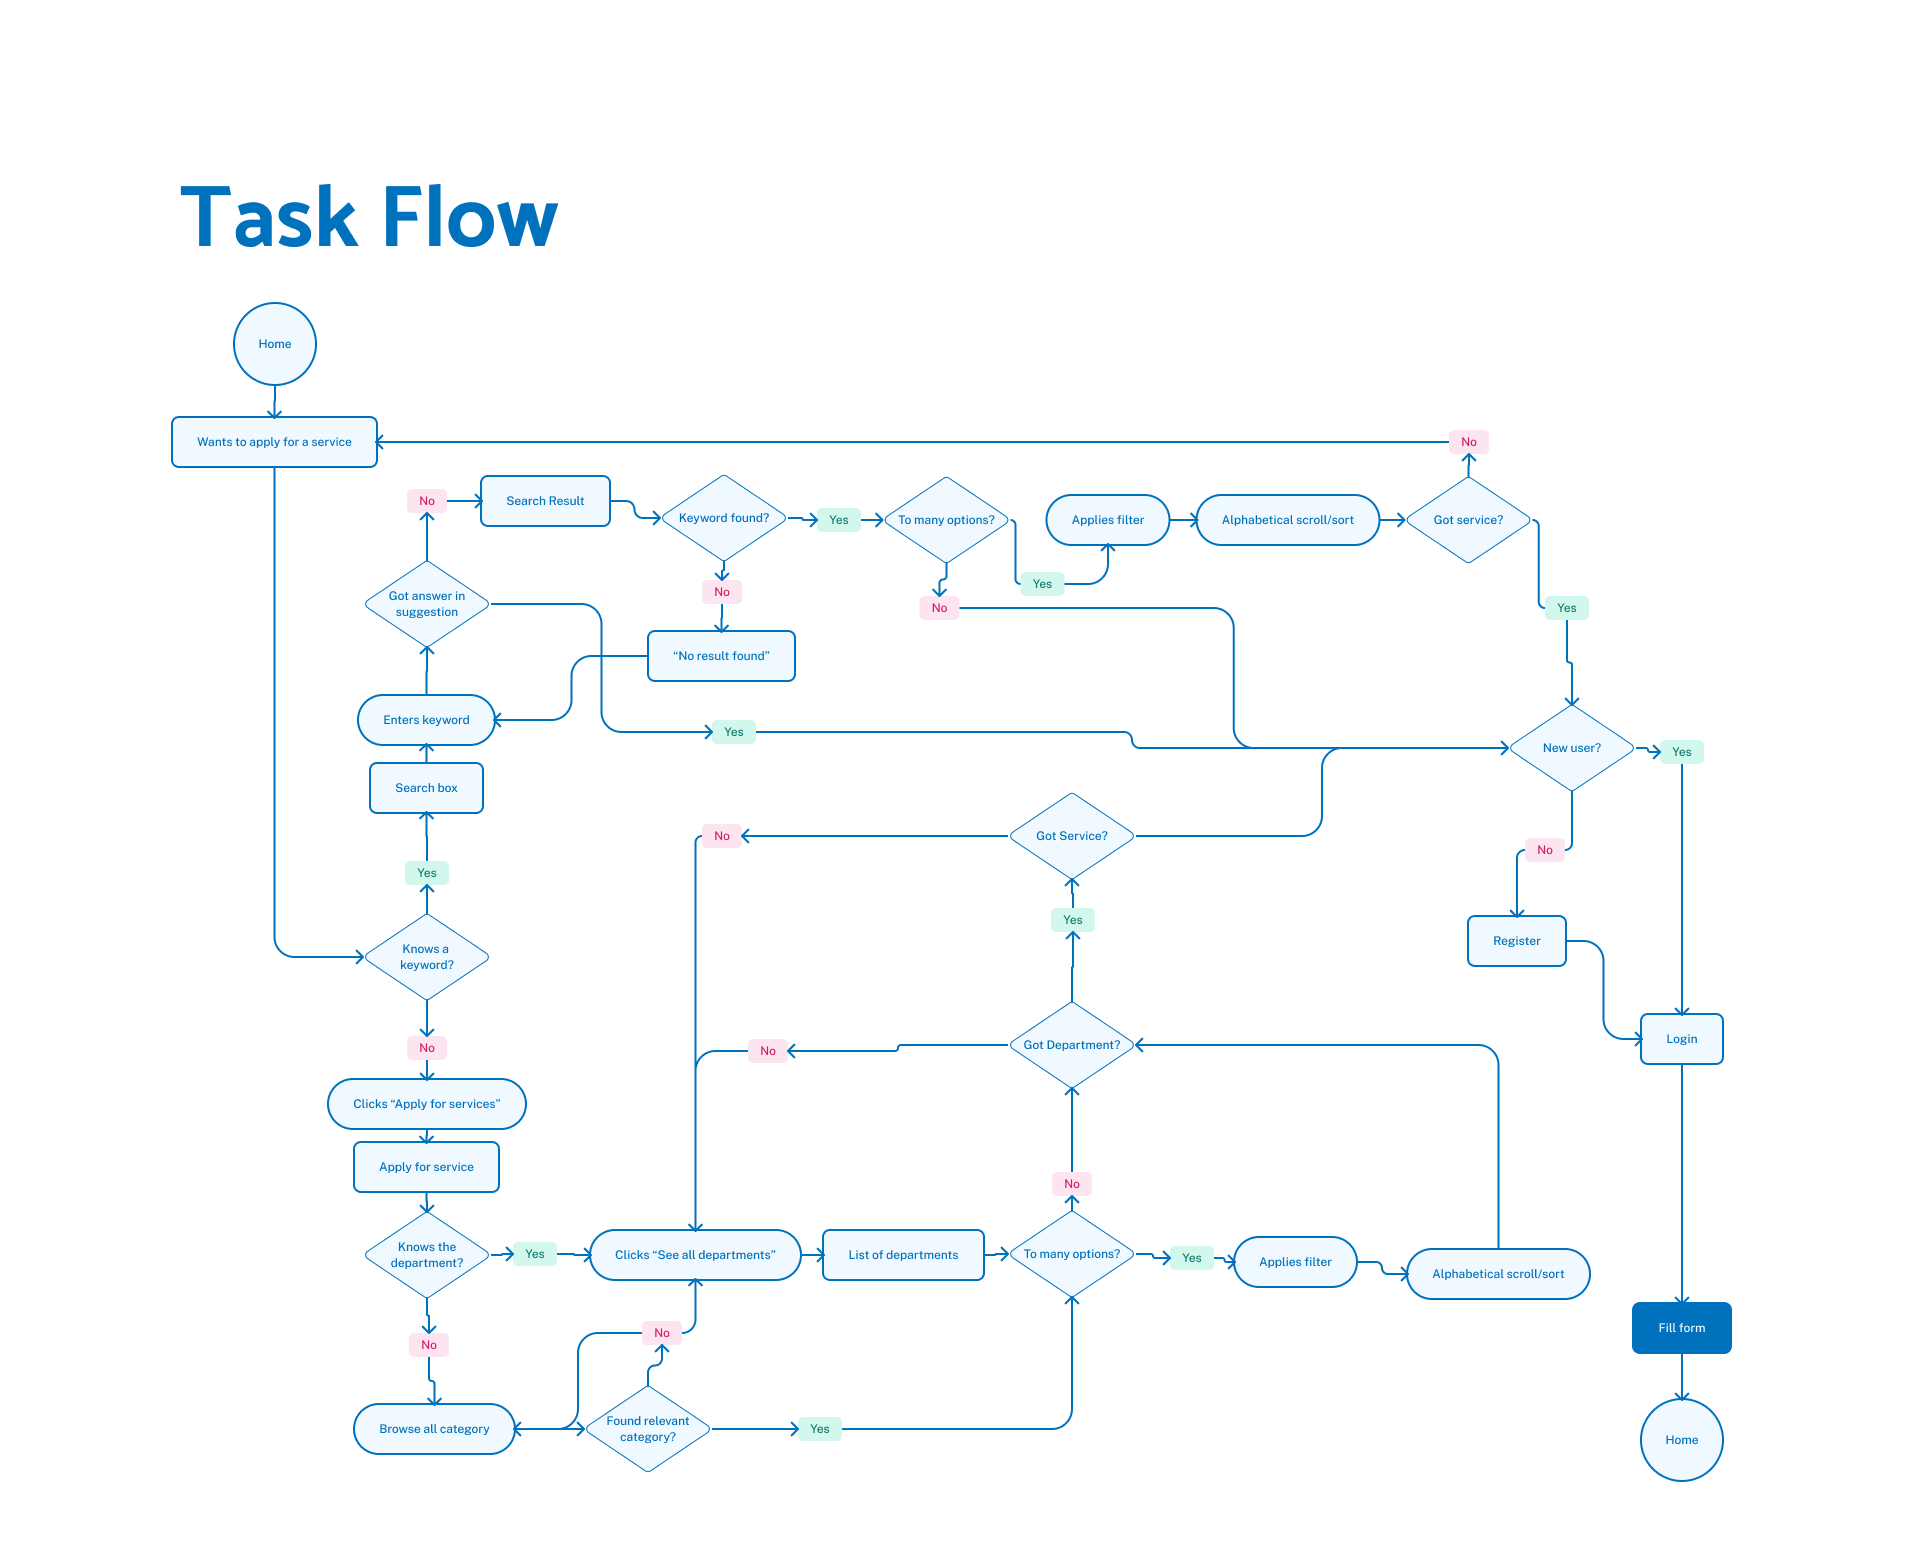 Task Flow
Home
Wants to apply for a service
No
No
Search Result
Keyword found?
Yes
To many options?
Applies filter
Alphabetical scroll/sort
Got service?
Yes
No
No
Yes
Got answer in
suggestion
“No result found”
Enters keyword
Yes
New user?
Yes
Search box
No
Got Service?
No
Yes
Yes
Register
Knows a
keyword?
No
Got Department?
No
Login
Clicks “Apply for services”
Apply for service
No
Knows the
department?
Yes
Clicks “See all departments”
List of departments
To many options?
Yes
Applies filter
Alphabetical scroll/sort
No
No
Fill form
Browse all category
Found relevant
category?
Yes
Home